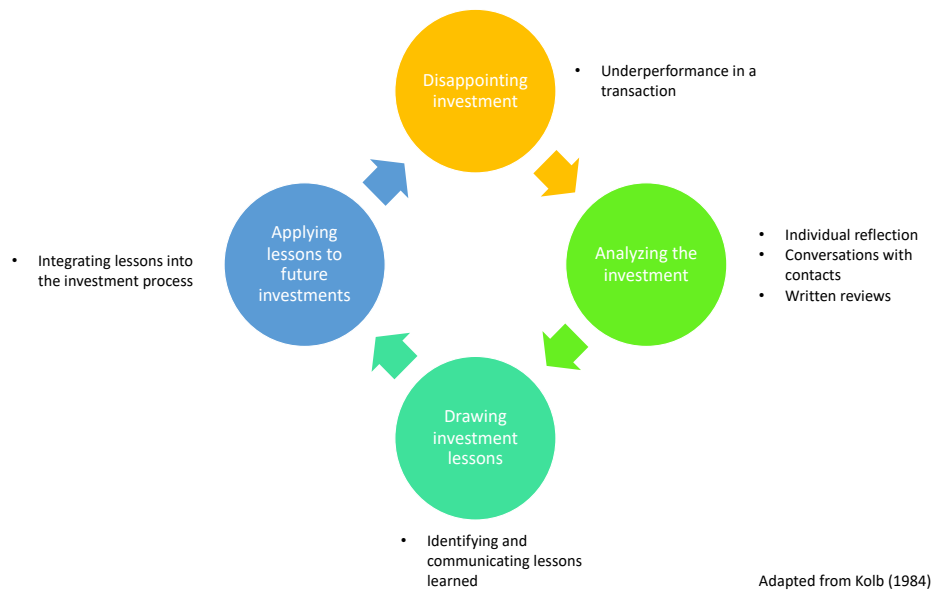 Disappointing
investment
• Underperformance in a
transaction
Analyzing the
investment
• Individual reflection
• Conversations with
contacts
• Written reviews
Drawing
investment
lessons
• Identifying and
communicating lessons
learned
Applying
lessons to
future
investments
• Integrating lessons into
the investment process
Adapted from Kolb (1984)